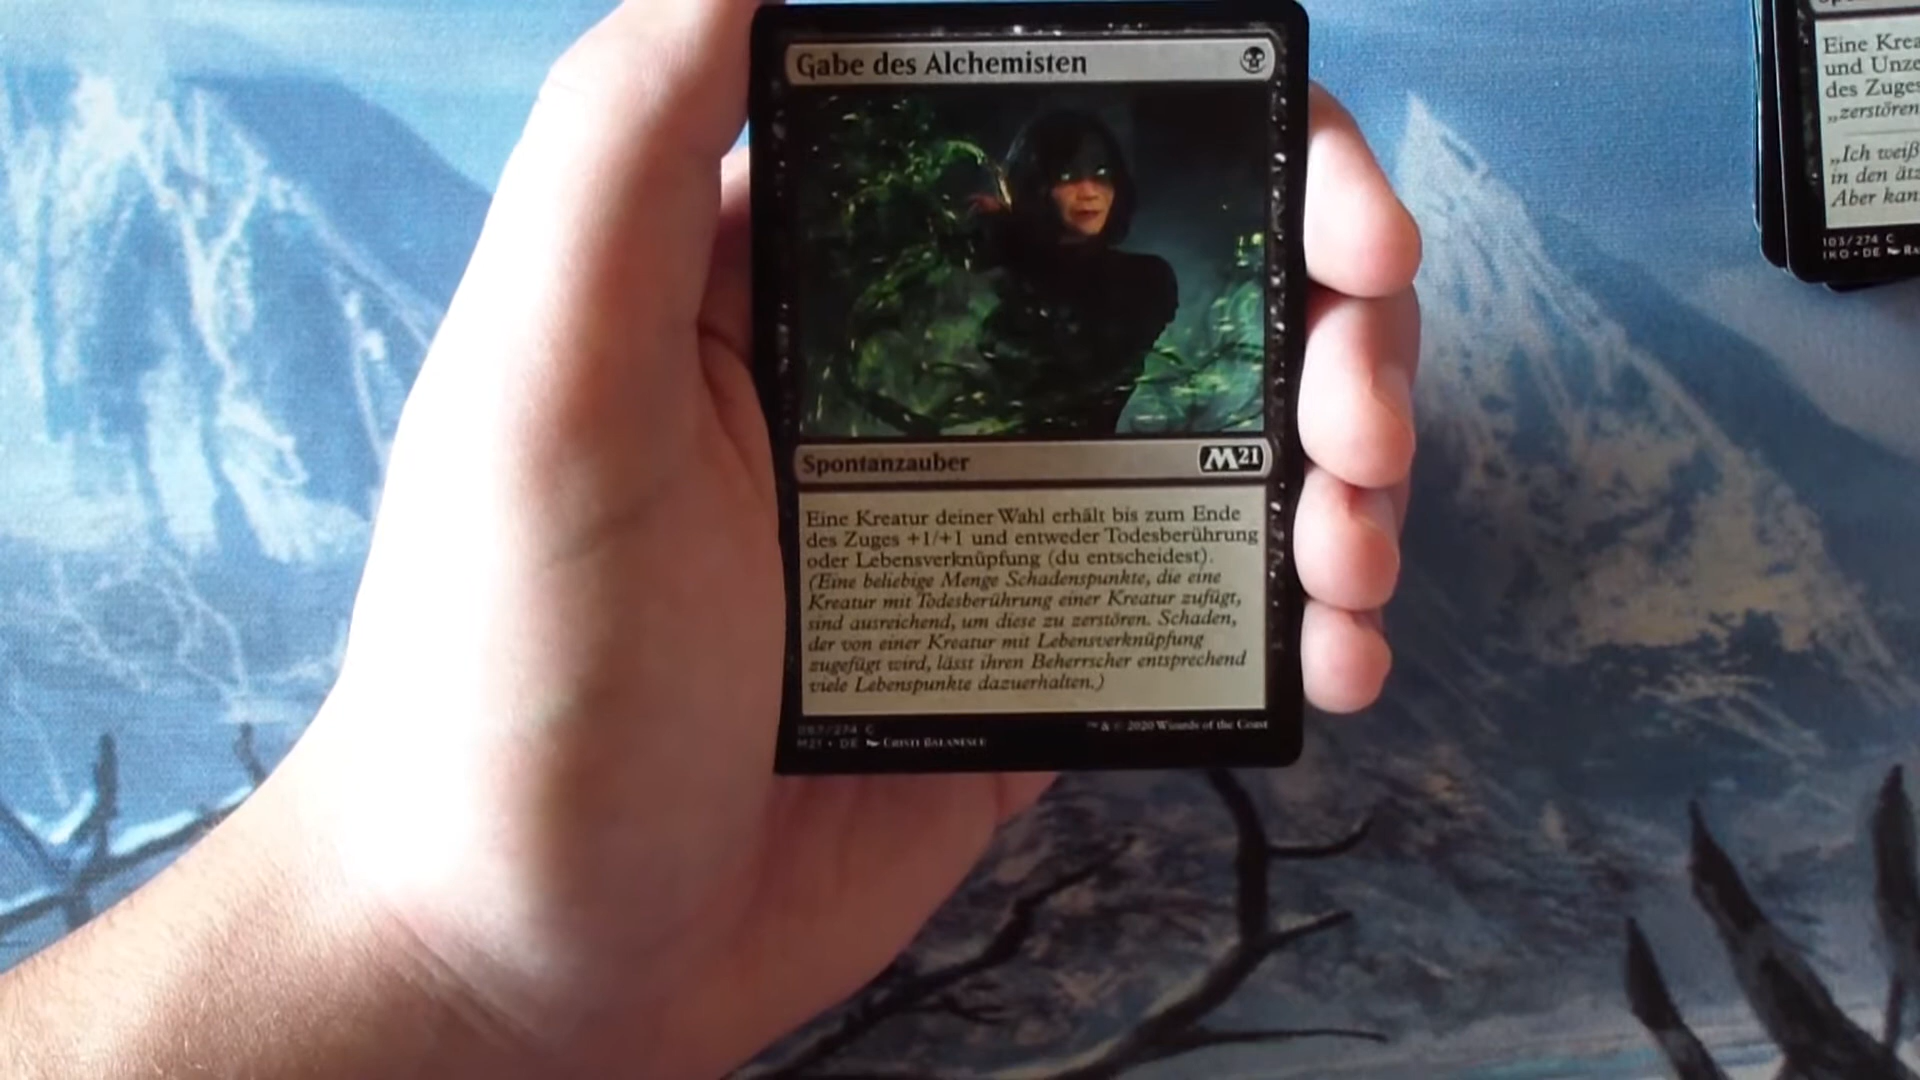 Gabe des Alchemisten
Spontanzauber
M21
Eine Kreatur deiner Wahl erhält bis zum Ende
des Zuges +1/+1 und entweder Todesberührung
oder Lebensverknüpfung (du entscheidest).
(Eine beliebige Menge Schadenspunkte, die eine
Kreatur mit Todesberührung einer Kreatur zufügt,
sind ausreichend, um diese zu zerstören. Schaden,
der von einer Kreatur mit Lebensverknüpfung
zugefügt wird, lässt ihren Beherrscher entsprechend
viele Lebenspunkte dazuerhalten.)
/274 C
M21 • DE Cristi Balanescu
™ & © 2020 Wizards of the Coast
Eine Krea
und Unze
des Zuges
„zerstören
„Ich weiß
in den ätz
Aber kan
103/274 C
IKO • DE Ra